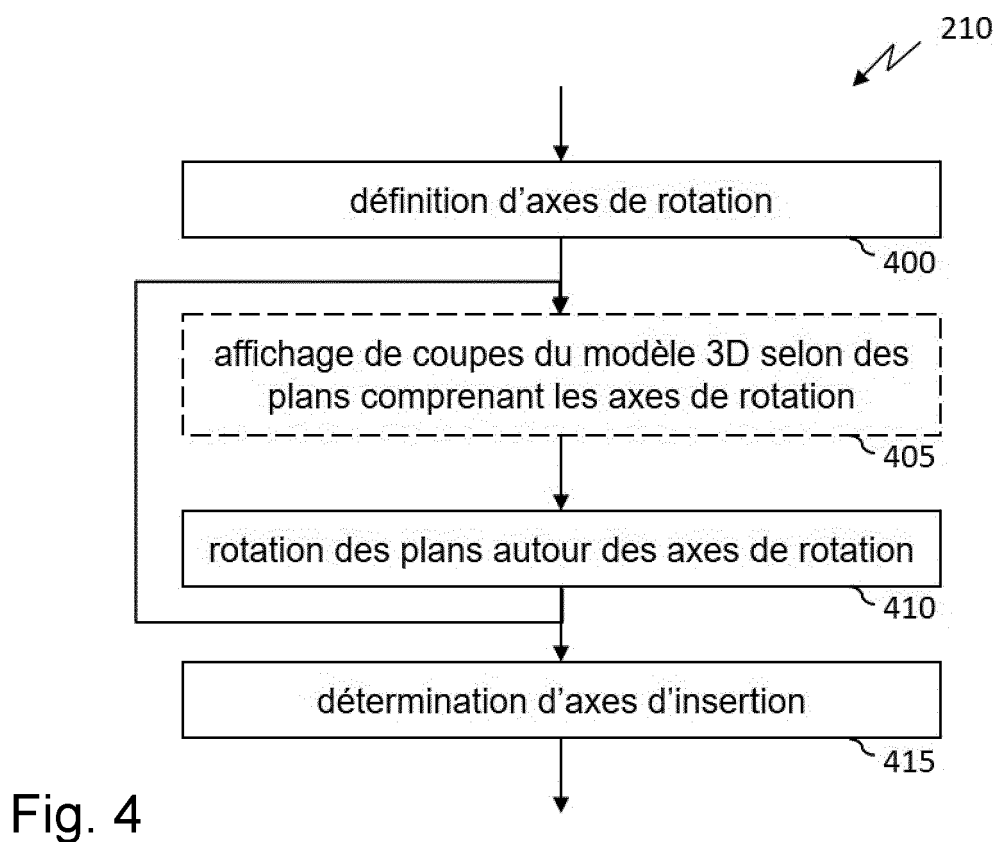 210
définition d'axes de rotation
400
affichage de coupes du modèle 3D selon des
plans comprenant les axes de rotation
405
rotation des plans autour des axes de rotation
410
détermination d'axes d'insertion
415
Fig. 4